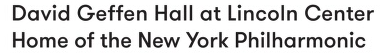 David Geffen Hall at Lincoln Center
Home of the New York Philharmonic